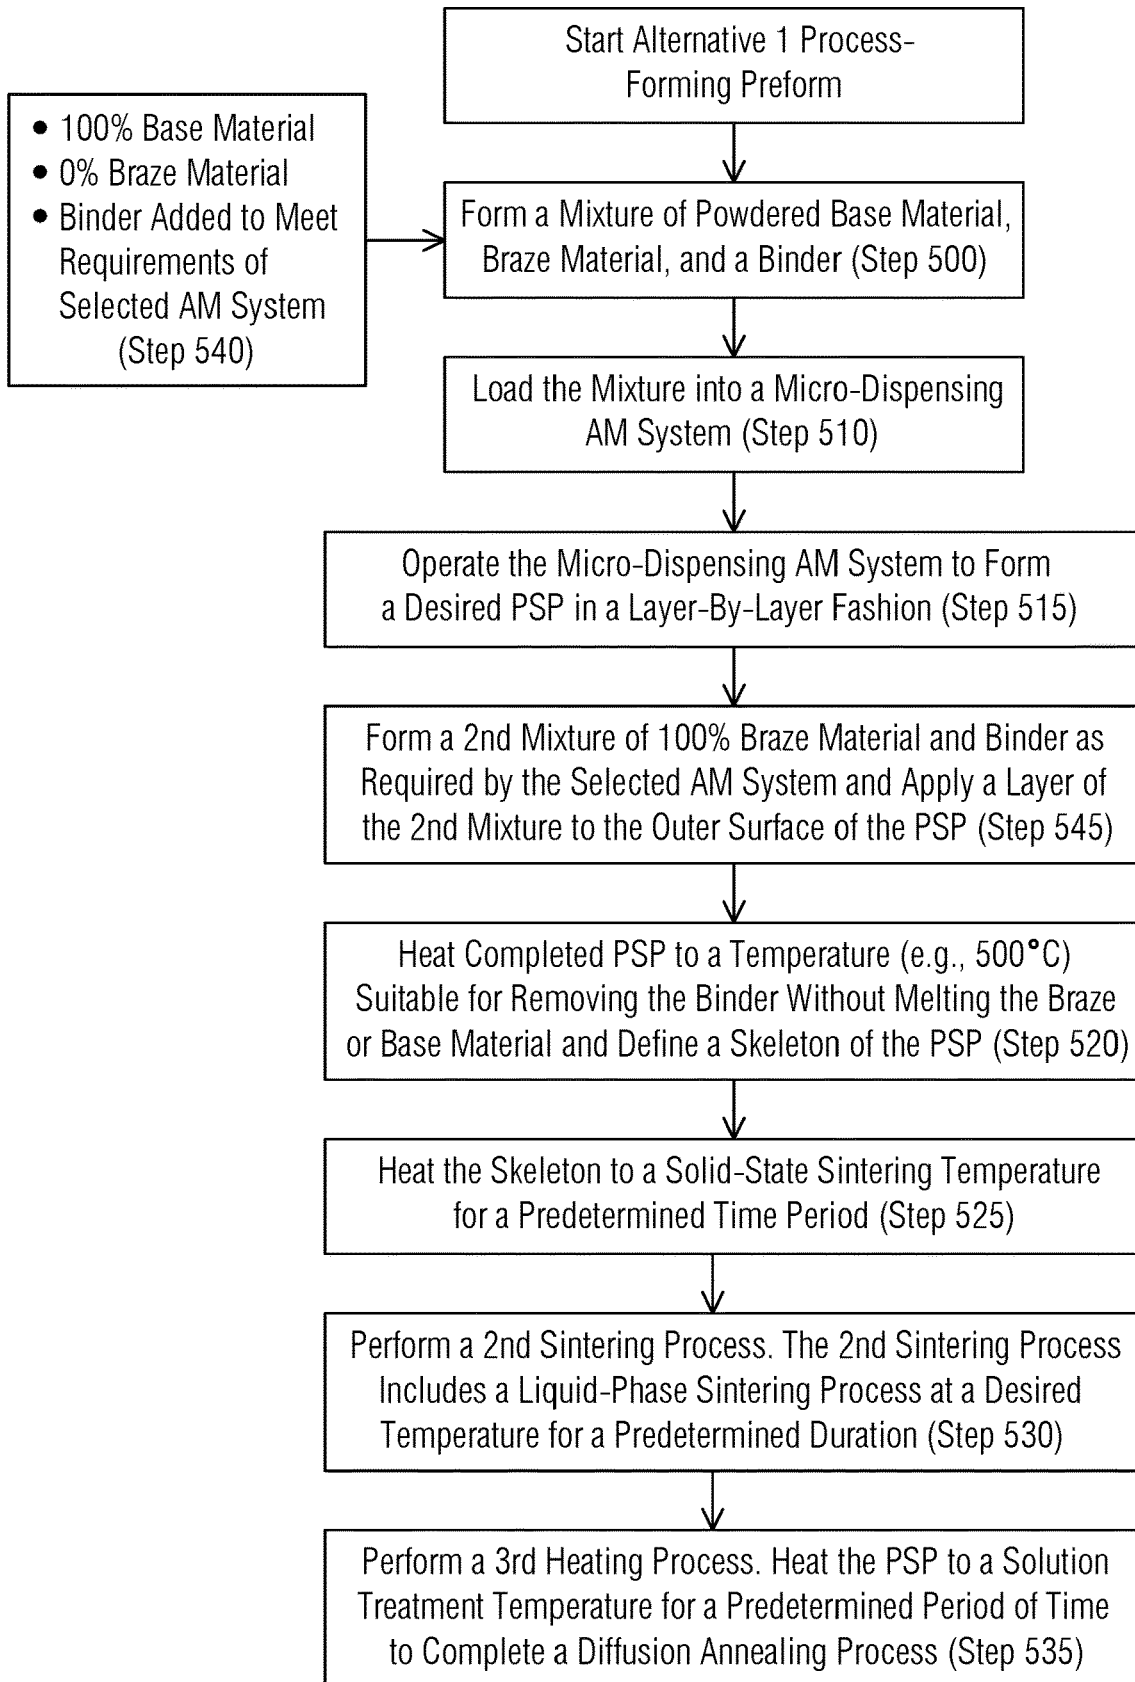 Start Alternative 1 Process-
Forming Preform
• 100% Base Material
• 0% Braze Material
• Binder Added to Meet
Requirements of
Selected AM System
(Step 540)
Form a Mixture of Powdered Base Material,
Braze Material, and a Binder (Step 500)
Load the Mixture into a Micro-Dispensing
AM System (Step 510)
Operate the Micro-Dispensing AM System to Form
a Desired PSP in a Layer-By-Layer Fashion (Step 515)
Form a 2nd Mixture of 100% Braze Material and Binder as
Required by the Selected AM System and Apply a Layer of
the 2nd Mixture to the Outer Surface of the PSP (Step 545)
Heat Completed PSP to a Temperature (e.g., 500°C)
Suitable for Removing the Binder Without Melting the Braze
or Base Material and Define a Skeleton of the PSP (Step 520)
Heat the Skeleton to a Solid-State Sintering Temperature
for a Predetermined Time Period (Step 525)
Perform a 2nd Sintering Process. The 2nd Sintering Process
Includes a Liquid-Phase Sintering Process at a Desired
Temperature for a Predetermined Duration (Step 530)
Perform a 3rd Heating Process. Heat the PSP to a Solution
Treatment Temperature for a Predetermined Period of Time
to Complete a Diffusion Annealing Process (Step 535)